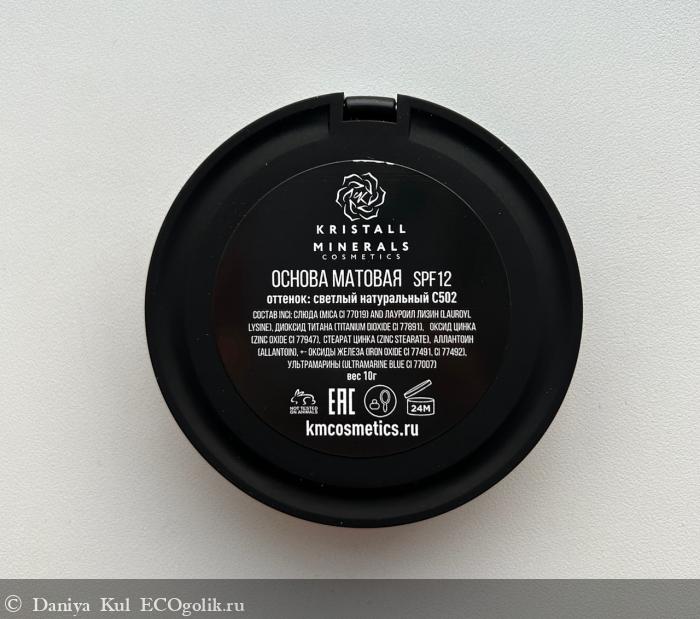 KRISTALL
MINERALS
COSMETICS
ОСНОВА МАТОВАЯ SPF12
оттенок: светлый натуральный С502
СОСТАВ INCI: СЛЮДА (MICA CI 77019) AND ЛАУРОИЛ ЛИЗИН (LAUROYL
LYSINE), ДИОКСИД ТИТАНА (TITANIUM DIOXIDE CI 77891), ОКСИД ЦИНКА
(ZINC OXIDE CI 77947), СТЕАРАТ ЦИНКА (ZINC STEARATE), АЛЛАНТОИН
(ALLANTOIN), +- ОКСИДЫ ЖЕЛЕЗА (IRON OXIDE CI 77491, CI 77492),
УЛЬТРАМАРИНЫ (ULTRAMARINE BLUE CI 77007)
вес 10г
NOT TESTED
ON ANIMALS
EAC
24M
kmcosmetics.ru
© Daniya Kul ECOgolik.ru